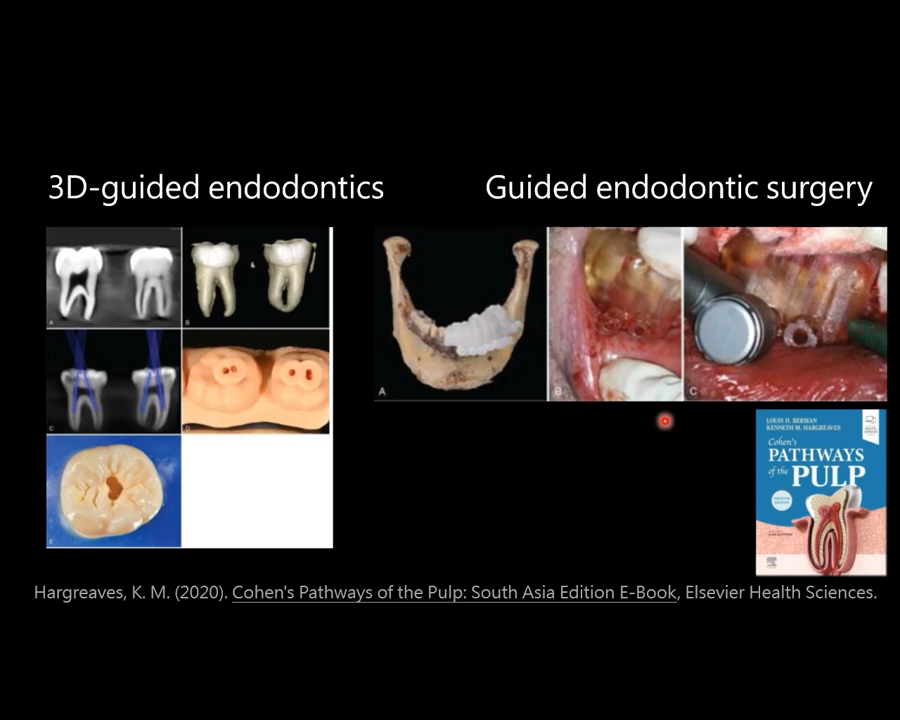 3D-guided endodontics
Guided endodontic surgery
A
B
C
D
E
A
B
C
LOUIS H. BERMAN
KENNETH M. HARGREAVES
Cohen's
PATHWAYS
of the PULP
Hargreaves, K. M. (2020). Cohen's Pathways of the Pulp: South Asia Edition E-Book, Elsevier Health Sciences.